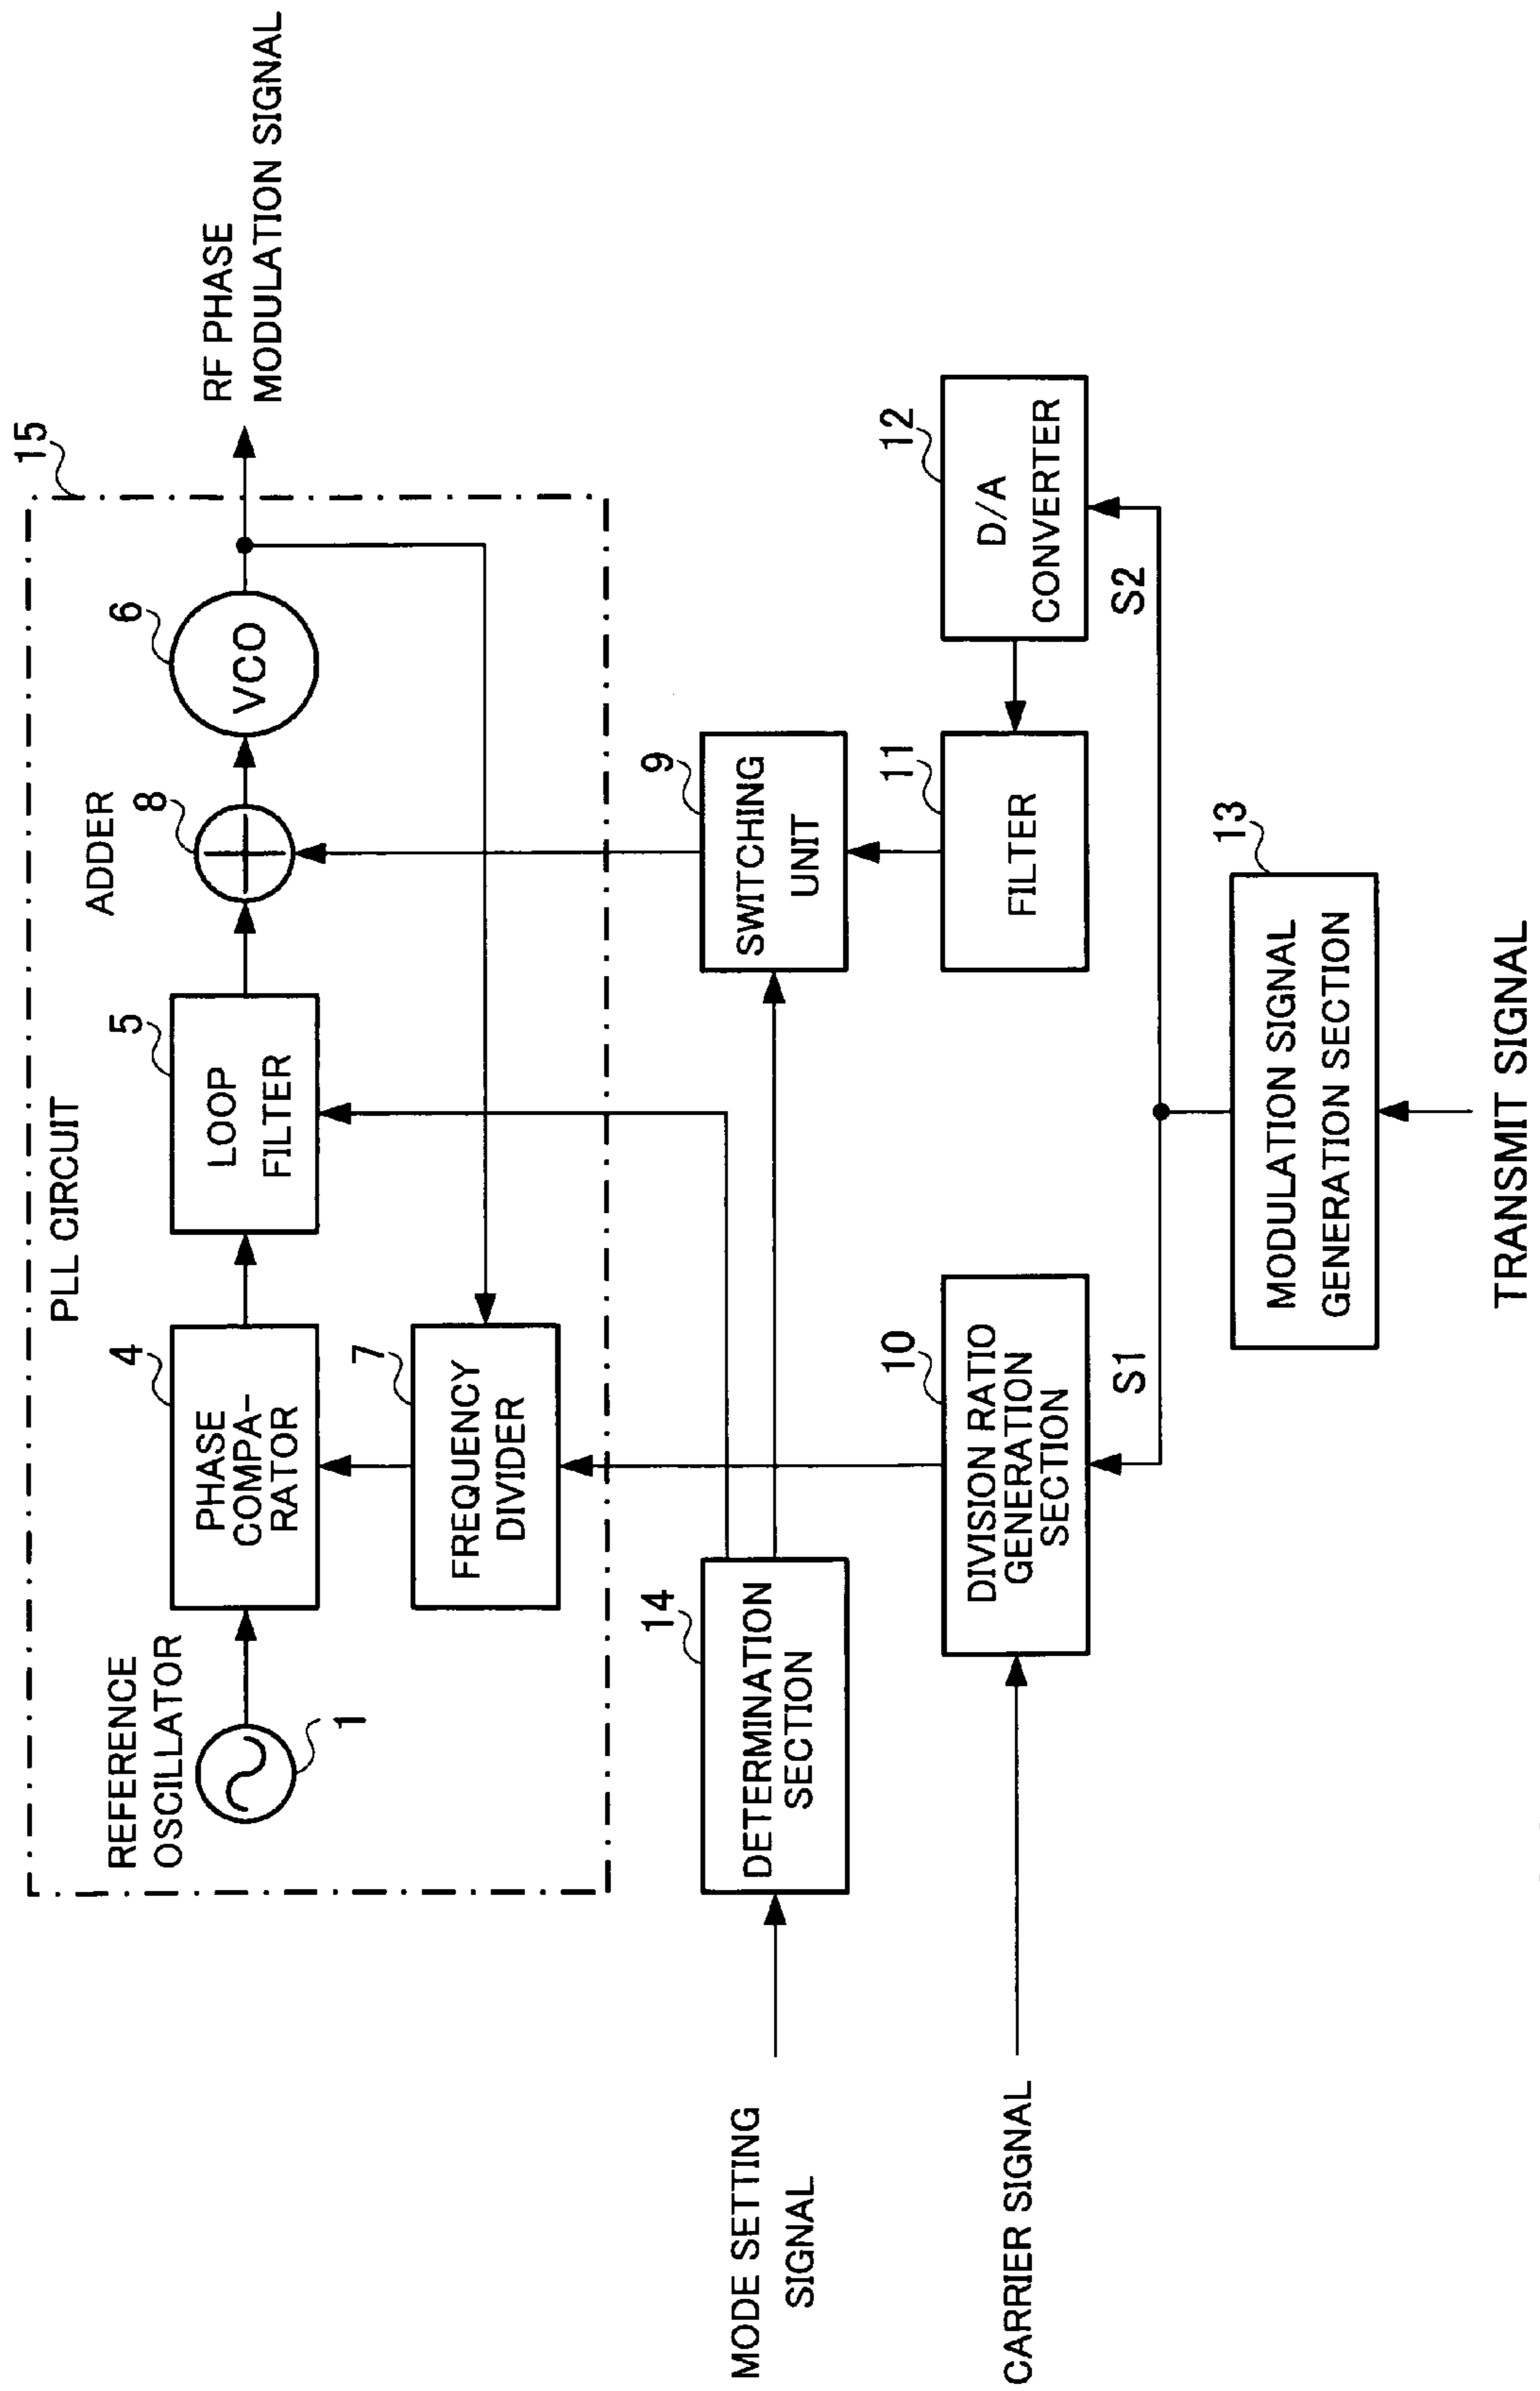 15
PLL CIRCUIT
REFERENCE
OSCILLATOR
1
4
PHASE
COMPA-
RATOR
5
LOOP
FILTER
ADDER
8
6
VCO
RF PHASE
MODULATION SIGNAL
7
FREQUENCY
DIVIDER
MODE SETTING
SIGNAL
14
DETERMINATION
SECTION
9
SWITCHING
UNIT
CARRIER SIGNAL
10
DIVISION RATIO
GENERATION
SECTION
11
FILTER
12
D/A
CONVERTER
S1
S2
13
MODULATION SIGNAL
GENERATION SECTION
TRANSMIT SIGNAL